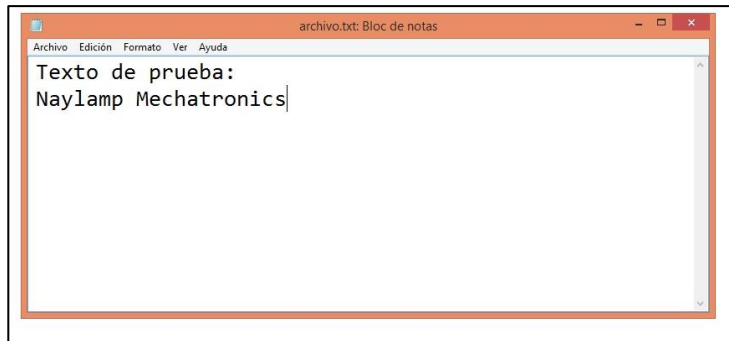 archivo.txt: Bloc de notas
Archivo Edición Formato Ver Ayuda
Texto de prueba:
Naylamp Mechatronics